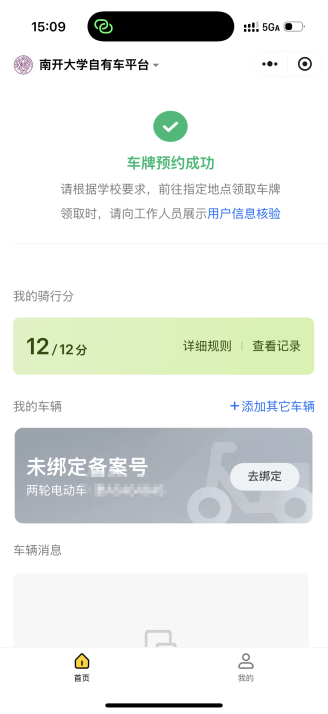 15:09
5GA
南开大学自有车平台
车牌预约成功
请根据学校要求，前往指定地点领取车牌
领取时，请向工作人员展示用户信息核验
我的骑行分
12/12分
详细规则
查看记录
我的车辆
+添加其它车辆
未绑定备案号
两轮电动车
去绑定
车辆消息
首页
我的